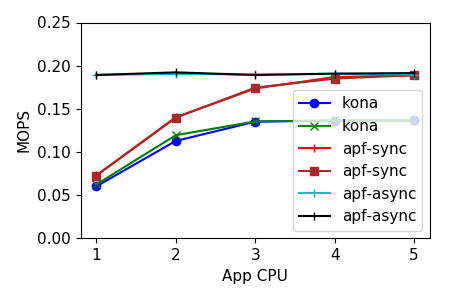 0.25
0.20
0.15
0.10
0.05
0.00
MOPS
1 2 3 4 5
App CPU
kona
kona
apf-sync
apf-sync
apf-async
apf-async